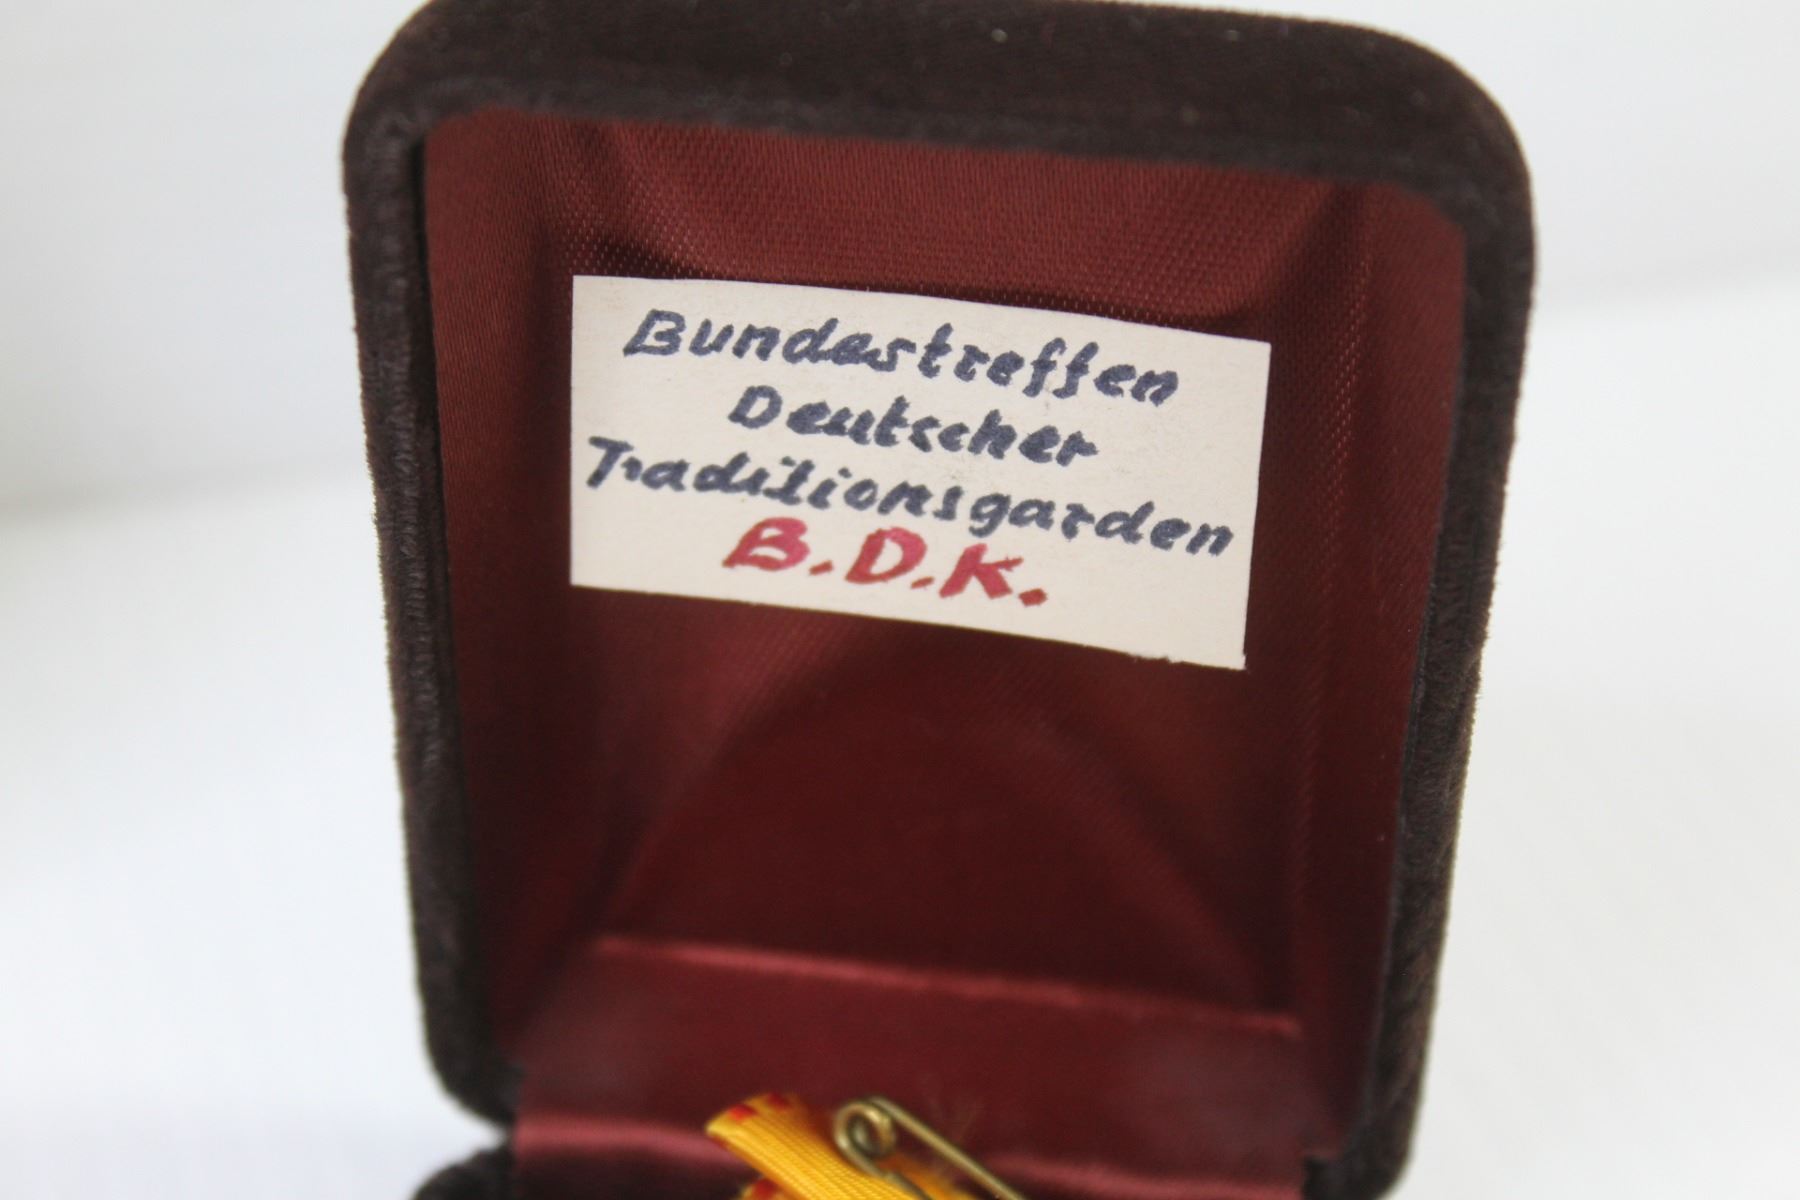 Bundestreffen
Deutscher
Traditionsgarden
B.D.K.